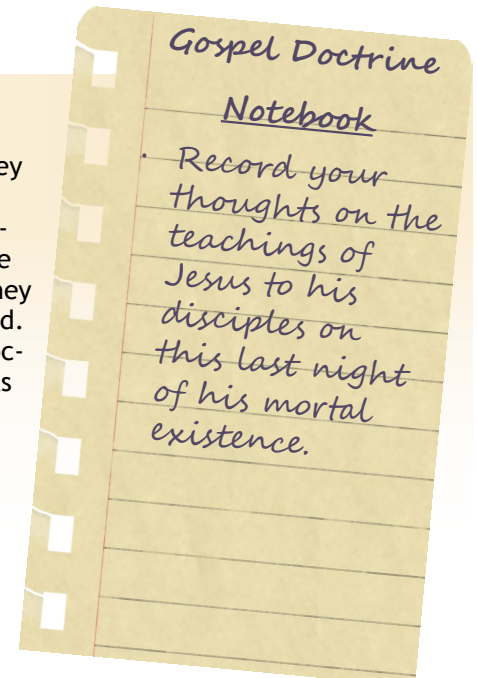 Gospel Doctrine
Notebook
· Record your
thoughts on the
teachings of
Jesus to his
disciples on
this last night
of his mortal
existence.